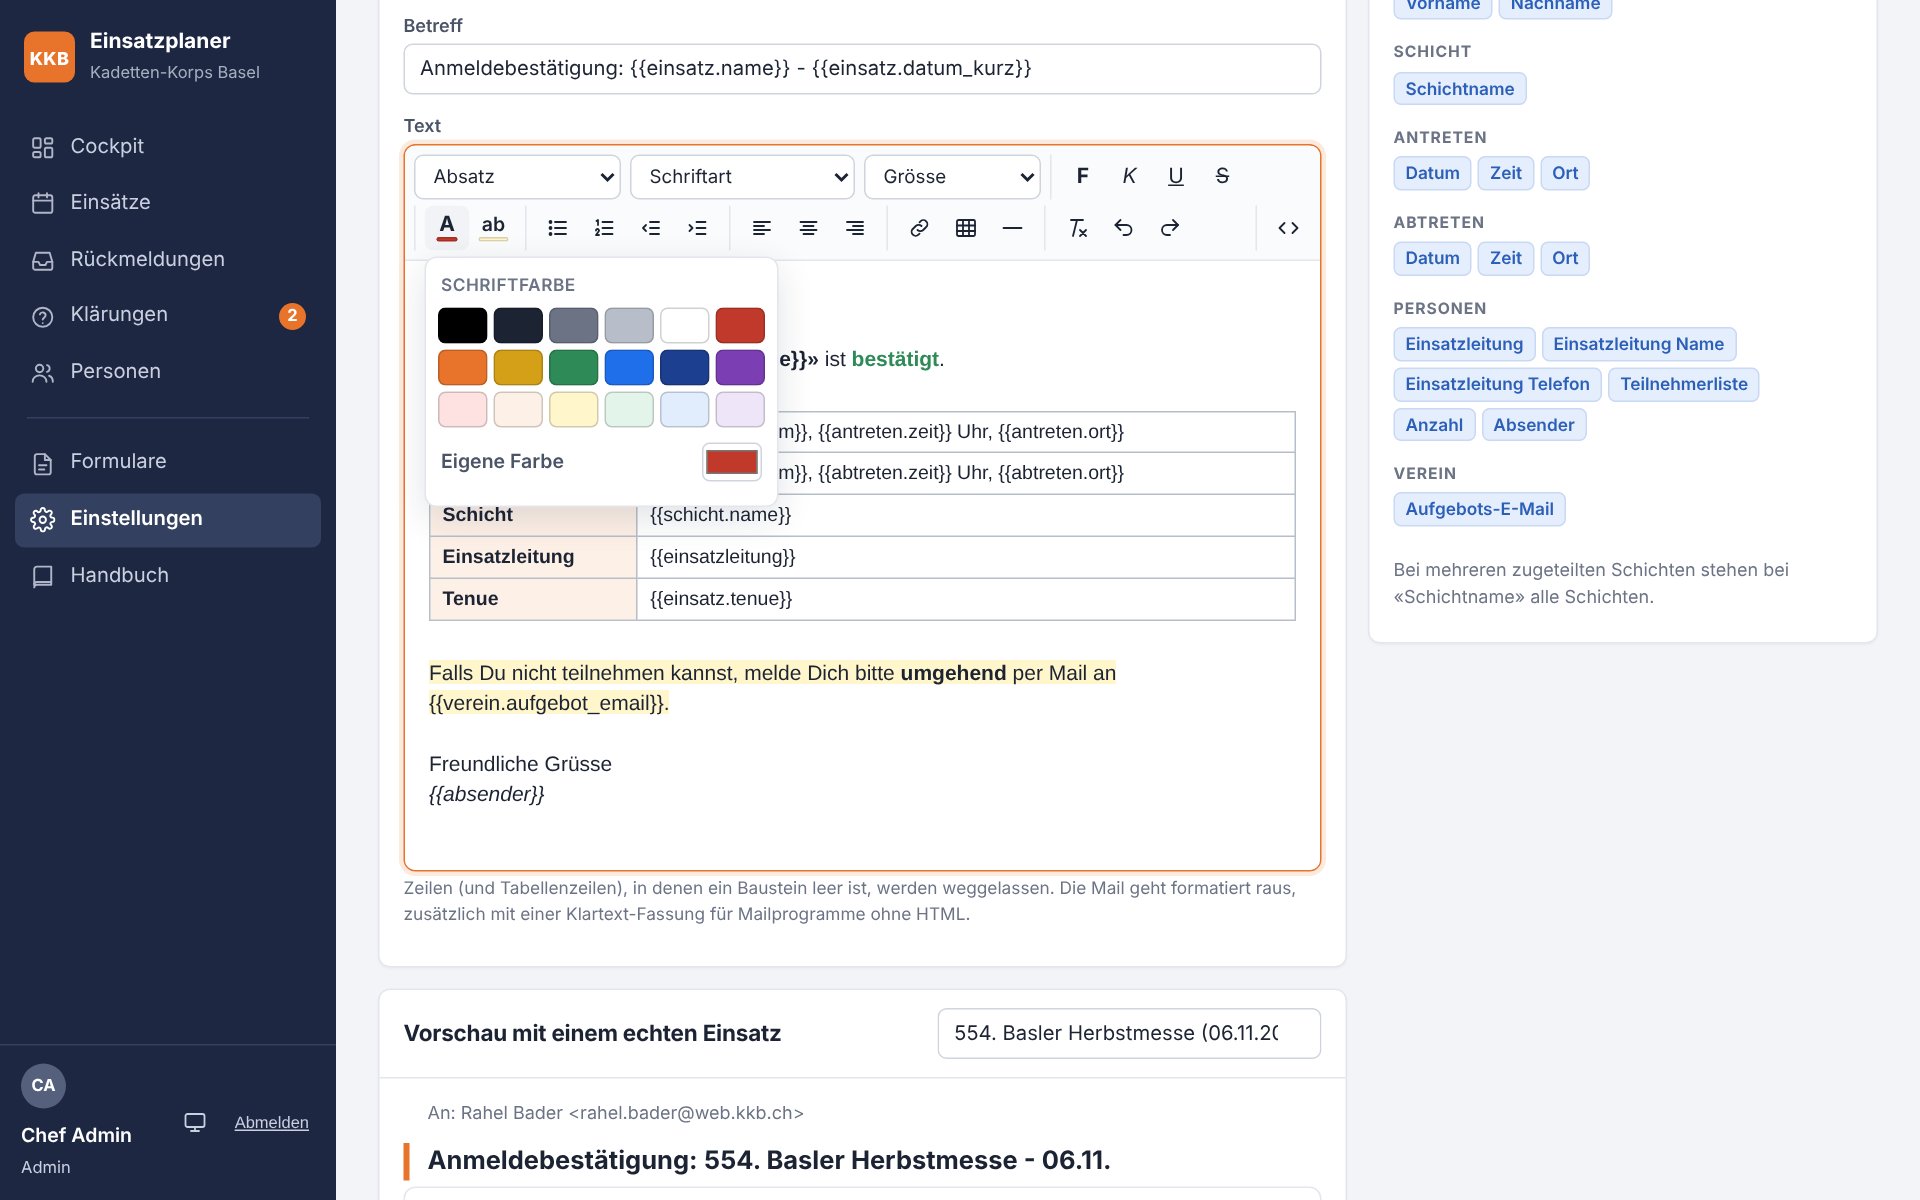 KKB
Einsatzplaner
Kadetten-Korps Basel
Cockpit
Einsätze
Rückmeldungen
Klärungen
2
Personen
Formulare
Einstellungen
Handbuch
CA
Chef Admin
Admin
Abmelden
Betreff
Anmeldebestätigung: {{einsatz.name}} - {{einsatz.datum_kurz}}
Text
Absatz
Schriftart
Grösse
F K U S
A ab
SCHRIFTFARBE
Eigene Farbe
e}}» ist bestätigt.
m}}, {{antreten.zeit}} Uhr, {{antreten.ort}}
m}}, {{abtreten.zeit}} Uhr, {{abtreten.ort}}
Schicht {{schicht.name}}
Einsatzleitung {{einsatzleitung}}
Tenue {{einsatz.tenue}}
Falls Du nicht teilnehmen kannst, melde Dich bitte umgehend per Mail an
{{verein.aufgebot_email}}.
Freundliche Grüsse
{{absender}}
Zeilen (und Tabellenzeilen), in denen ein Baustein leer ist, werden weggelassen. Die Mail geht formatiert raus,
zusätzlich mit einer Klartext-Fassung für Mailprogramme ohne HTML.
Vorschau mit einem echten Einsatz
554. Basler Herbstmesse (06.11.20
An: Rahel Bader <rahel.bader@web.kkb.ch>
Anmeldebestätigung: 554. Basler Herbstmesse - 06.11.
Vorname Nachname
SCHICHT
Schichtname
ANTRETEN
Datum Zeit Ort
ABTRETEN
Datum Zeit Ort
PERSONEN
Einsatzleitung Einsatzleitung Name
Einsatzleitung Telefon Teilnehmerliste
Anzahl Absender
VEREIN
Aufgebots-E-Mail
Bei mehreren zugeteilten Schichten stehen bei
«Schichtname» alle Schichten.